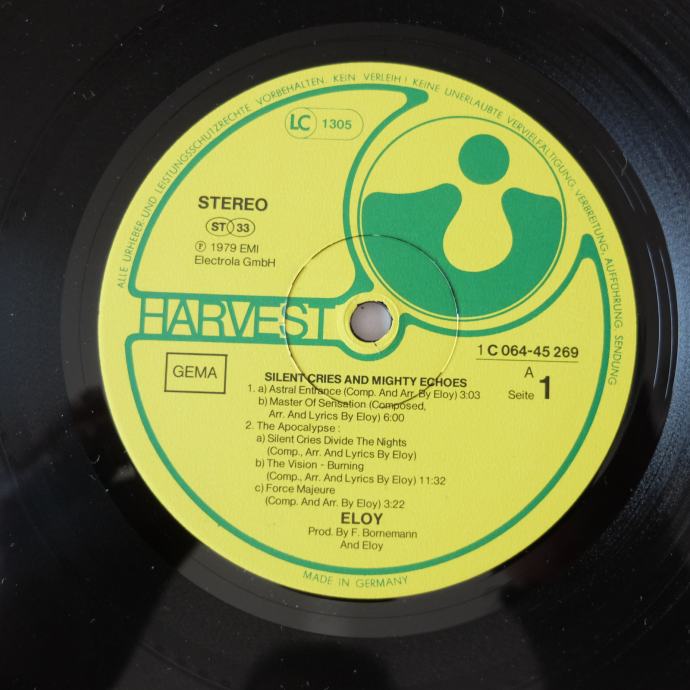 ALLE URHEBER- UND LEISTUNGSSCHUTZRECHTE VORBEHALTEN. KEIN VERLEIH! KEINE UNERLAUBTE VERVIELFÄLTIGUNG, VERBREITUNG, AUFFÜHRUNG, SENDUNG
LC 1305
STEREO
ST 33
Ⓟ 1979 EMI
Electrola GmbH
HARVEST
GEMA
1 C 064-45 269
A
Seite 1
SILENT CRIES AND MIGHTY ECHOES
1. a) Astral Entrance (Comp. And Arr. By Eloy) 3:03
b) Master Of Sensation (Composed,
Arr. And Lyrics By Eloy) 6:00
2. The Apocalypse :
a) Silent Cries Divide The Nights
(Comp., Arr. And Lyrics By Eloy)
b) The Vision - Burning
(Comp., Arr. And Lyrics By Eloy) 11:32
c) Force Majeure
(Comp. And Arr. By Eloy) 3:22
ELOY
Prod. By F. Bornemann
And Eloy
MADE IN GERMANY